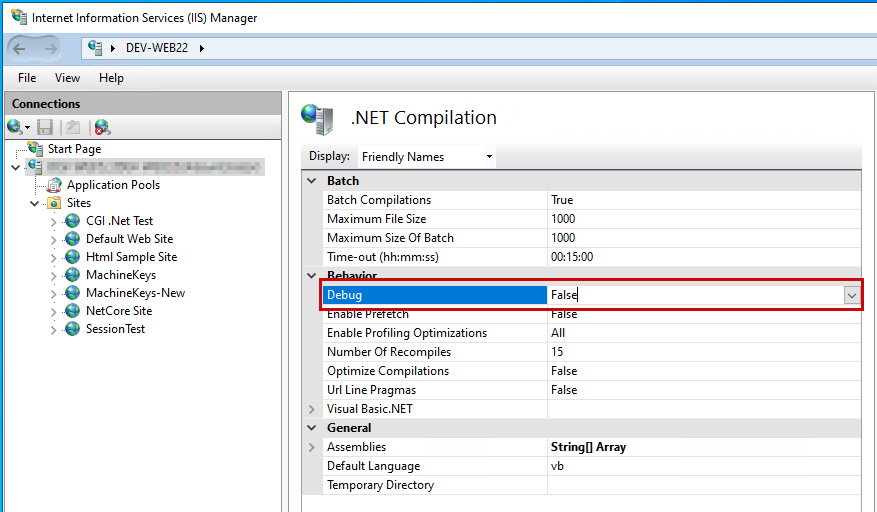 Internet Information Services (IIS) Manager
DEV-WEB22
File View Help
Connections
Start Page
Application Pools
Sites
CGI .Net Test
Default Web Site
Html Sample Site
MachineKeys
MachineKeys-New
NetCore Site
SessionTest
.NET Compilation
Display: Friendly Names
Batch
Batch Compilations True
Maximum File Size 1000
Maximum Size Of Batch 1000
Time-out (hh:mm:ss) 00:15:00
Behavior
Debug False
Enable Prefetch False
Enable Profiling Optimizations All
Number Of Recompiles 15
Optimize Compilations False
Url Line Pragmas False
Visual Basic.NET
General
Assemblies String[] Array
Default Language vb
Temporary Directory